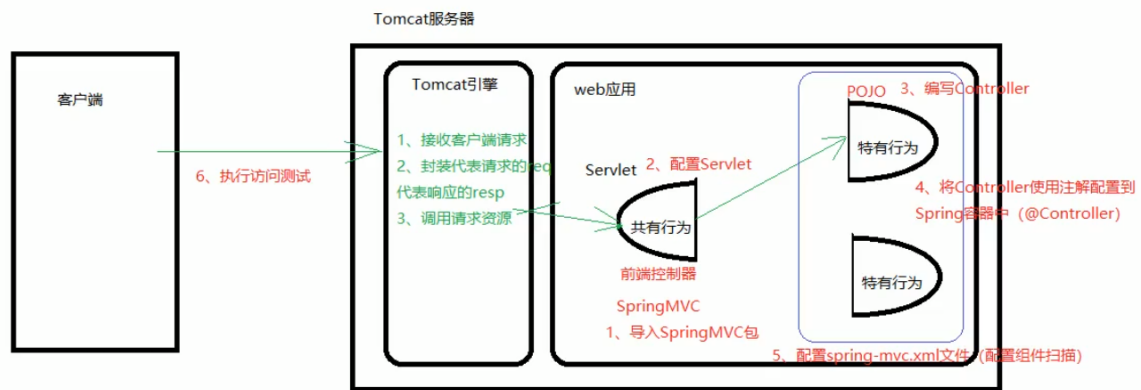 Tomcat服务器
客户端
6、执行访问测试
Tomcat引擎
1、接收客户端请求
2、封装代表请求的req
代表响应的resp
3、调用请求资源
web应用
Servlet
2、配置Servlet
共有行为
前端控制器
SpringMVC
1、导入SpringMVC包
POJO
3、编写Controller
特有行为
4、将Controller使用注解配置到
Spring容器中（@Controller）
特有行为
5、配置spring-mvc.xml文件（配置组件扫描）